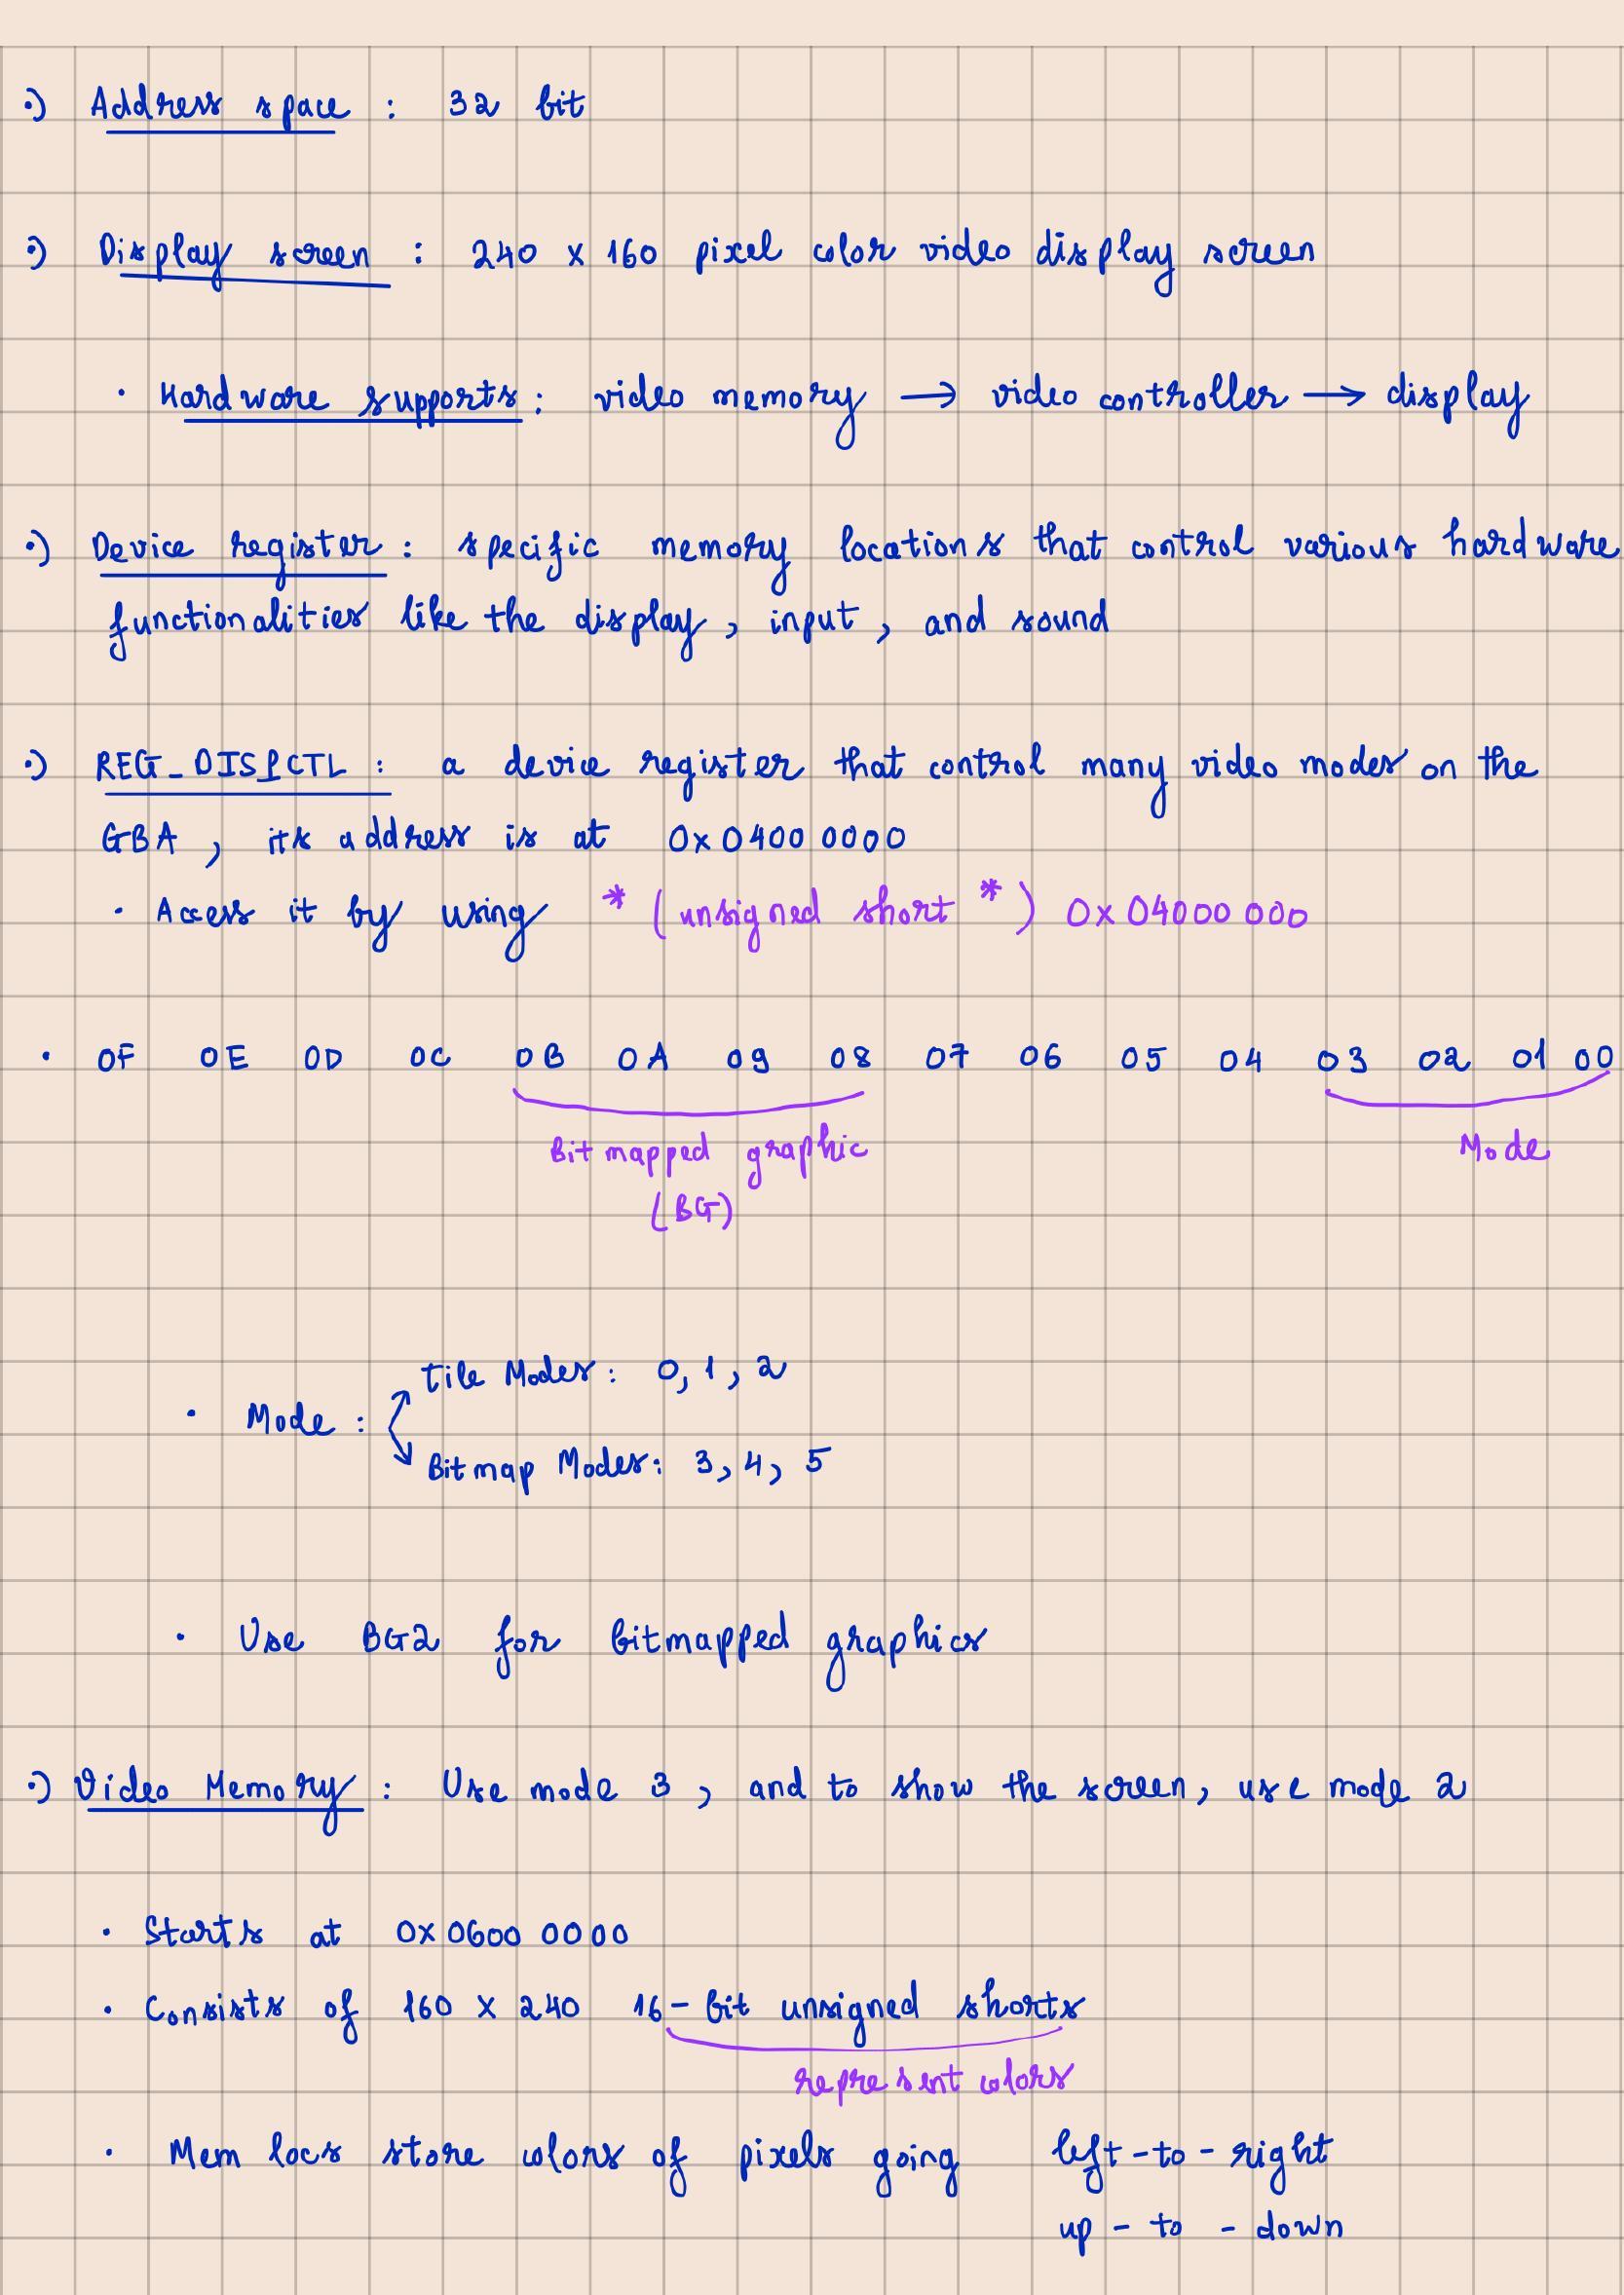 ·) Address space : 32 bit
·) Display screen : 240 x 160 pixel color video display screen
· Hardware supports : video memory → video controller → display
·) Device register : specific memory locations that control various hardware
functionalities like the display, input, and sound
·) REG_DISPCTL : a device register that control many video modes on the
GBA, its address is at 0x0400 0000
· Access it by using * (unsigned short *) 0x04000 000
· 0F 0E 0D 0C 0B 0A 09 08 07 06 05 04 03 02 01 00
Bitmapped graphic Mode
(BG)
Tile Modes: 0, 1, 2
· Mode :
Bitmap Modes: 3, 4, 5
· Use BG2 for bitmapped graphics
·) Video Memory : Use mode 3, and to show the screen, use mode 2
· Starts at 0x0600 0000
· Consists of 160 x 240 16-bit unsigned shorts
represent colors
· Mem locs store colors of pixels going left-to-right
up-to-down